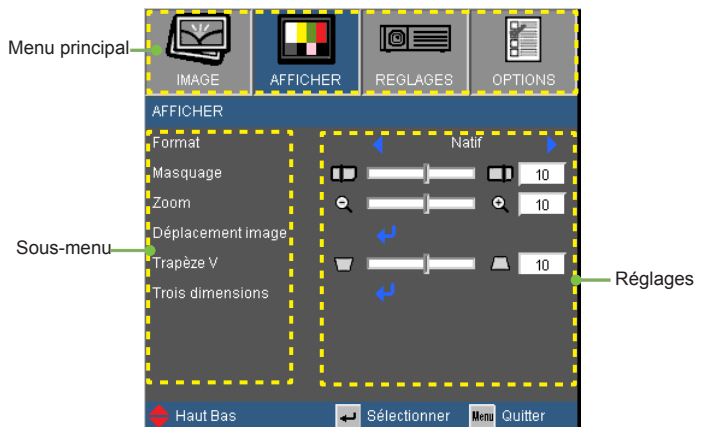 Menu principal
IMAGE AFFICHER REGLAGES OPTIONS
AFFICHER
Format Natif
Masquage 10
Zoom 10
Déplacement image
Sous-menu
Trapèze V 10
Réglages
Trois dimensions
Haut Bas Sélectionner Menu Quitter